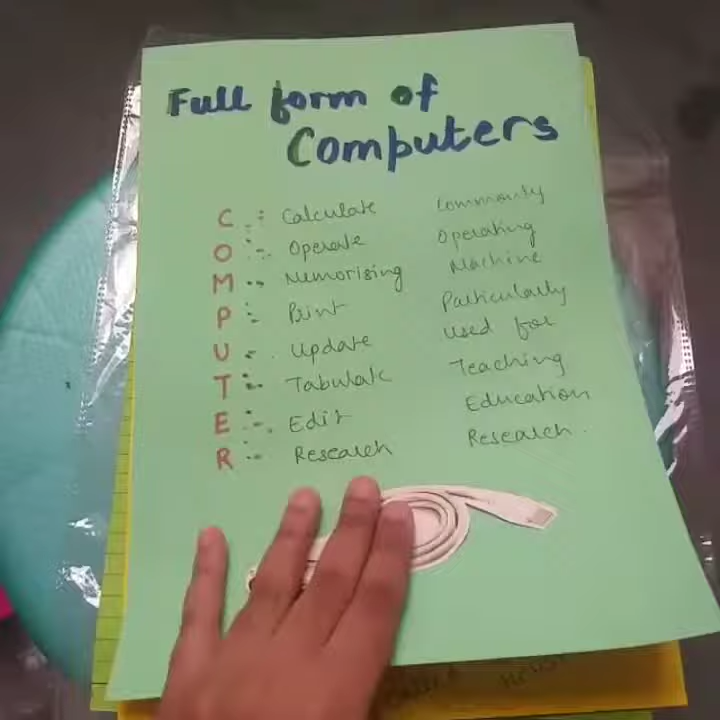 Full form of
Computers
C :- Calculate Commonly
O :- Operate Operating
M :- Memorising Machine
P :- Print Particularly
U :- Update Used for
T :- Tabulate Teaching
E :- Edit Education
R :- Research Research.